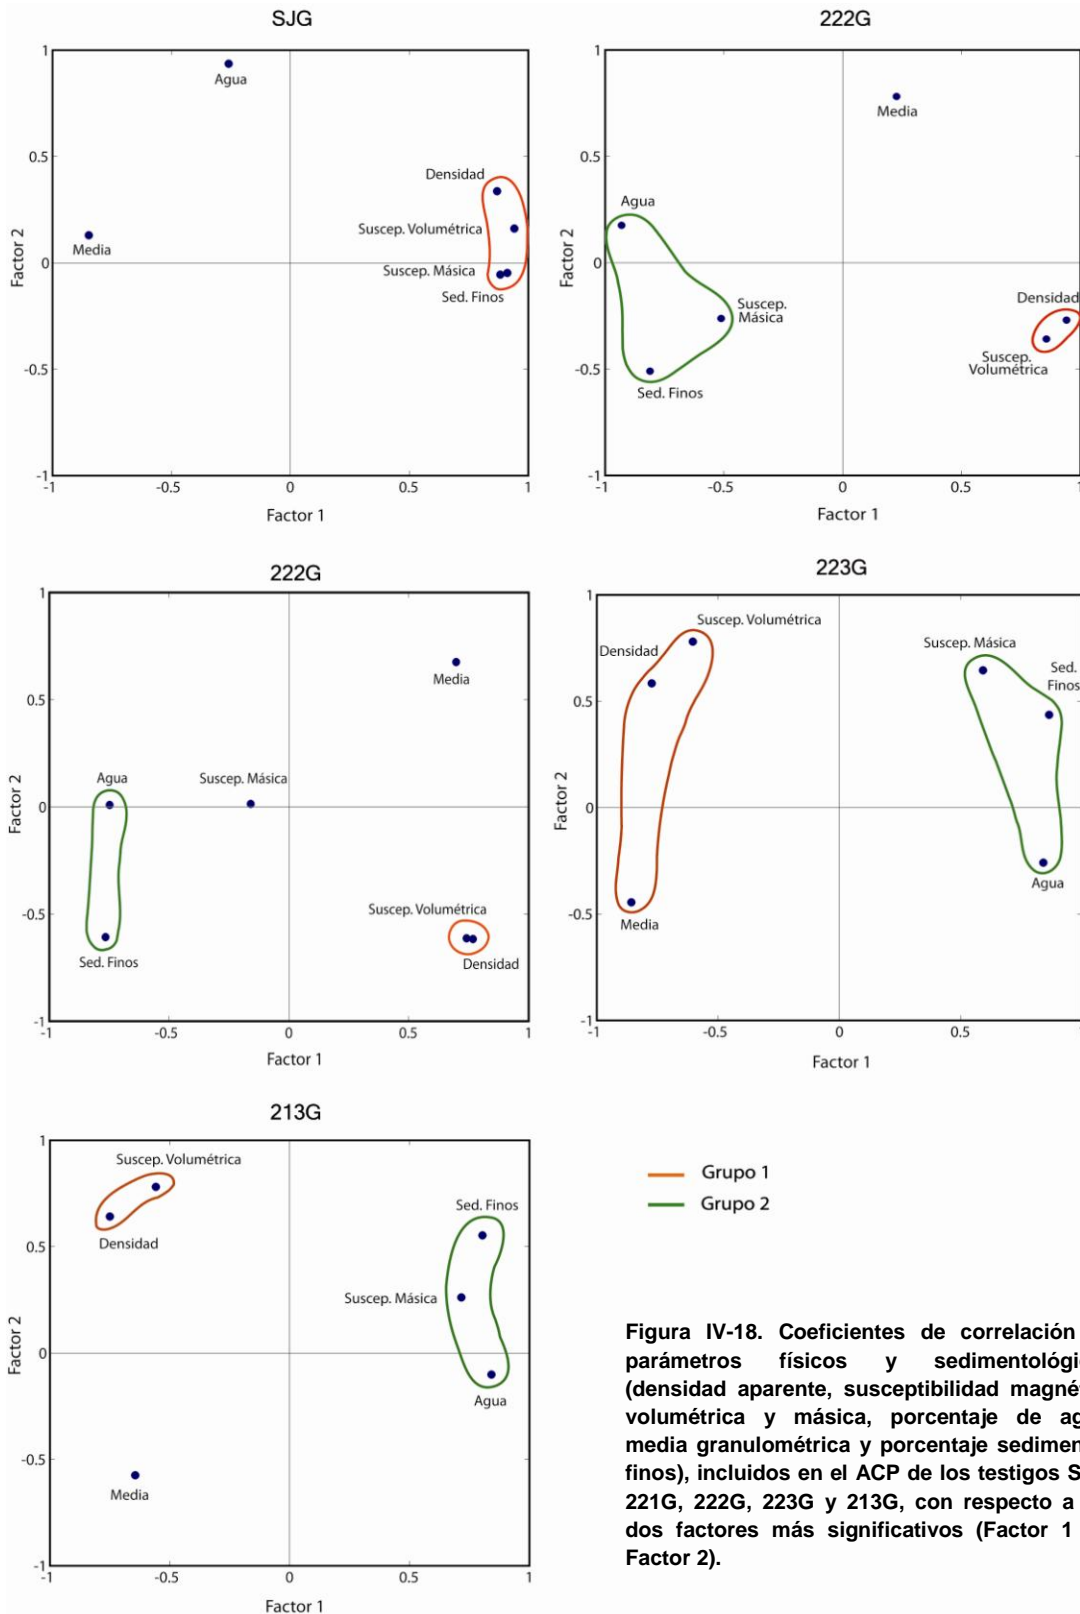 SJG
1
0.5
0
-0.5
-1
-1
-0.5
0
0.5
1
Factor 2
Factor 1
Agua
Media
Densidad
Suscep. Volumétrica
Suscep. Másica
Sed. Finos
222G
1
0.5
0
-0.5
-1
-1
-0.5
0
0.5
1
Factor 2
Factor 1
Media
Agua
Suscep.
Másica
Sed. Finos
Densidad
Suscep.
Volumétrica
222G
1
0.5
0
-0.5
-1
-1
-0.5
0
0.5
1
Factor 2
Factor 1
Media
Agua
Suscep. Másica
Sed. Finos
Suscep. Volumétrica
Densidad
223G
1
0.5
0
-0.5
-1
-1
-0.5
0
0.5
Factor 2
Factor 1
Suscep. Volumétrica
Densidad
Media
Suscep. Másica
Sed.
Finos
Agua
213G
1
0.5
0
-0.5
-1
-1
-0.5
0
0.5
1
Factor 2
Factor 1
Suscep. Volumétrica
Densidad
Sed. Finos
Suscep. Másica
Agua
Media
Grupo 1
Grupo 2
Figura IV-18. Coeficientes de correlación
parámetros físicos y
(densidad aparente, susceptibilidad
volumétrica y másica, porcentaje de
media granulométrica y porcentaje
finos), incluidos en el ACP de los testigos
221G, 222G, 223G y 213G, con respecto a
dos factores más significativos (Factor 1
Factor 2).